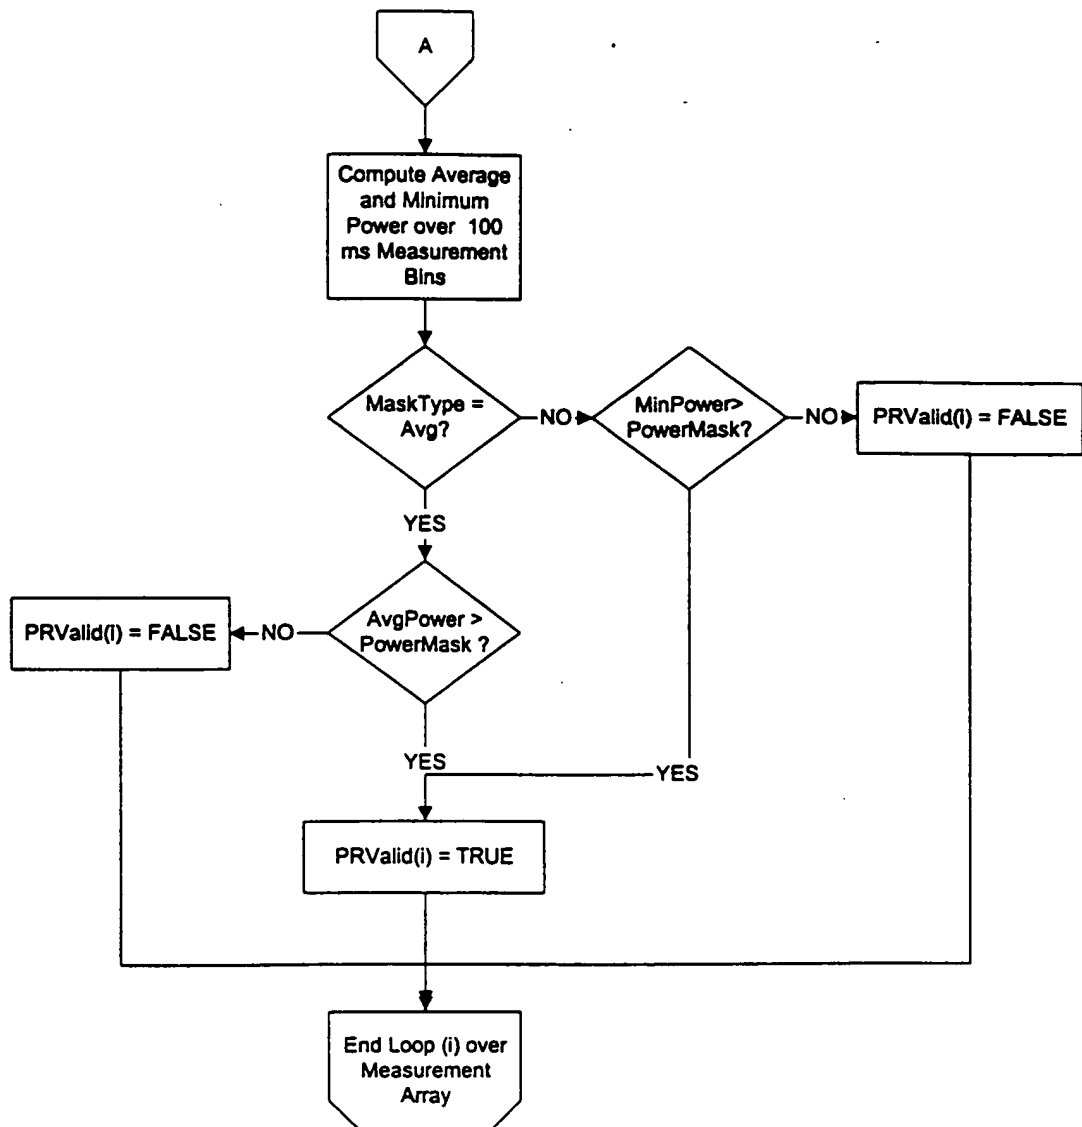 A
Compute Average
and Minimum
Power over 100
ms Measurement
Bins
MaskType =
Avg?
NO
MinPower>
PowerMask?
NO
PRValid(i) = FALSE
YES
PRValid(i) = FALSE
NO
AvgPower >
PowerMask ?
YES
YES
PRValid(i) = TRUE
End Loop (i) over
Measurement
Array